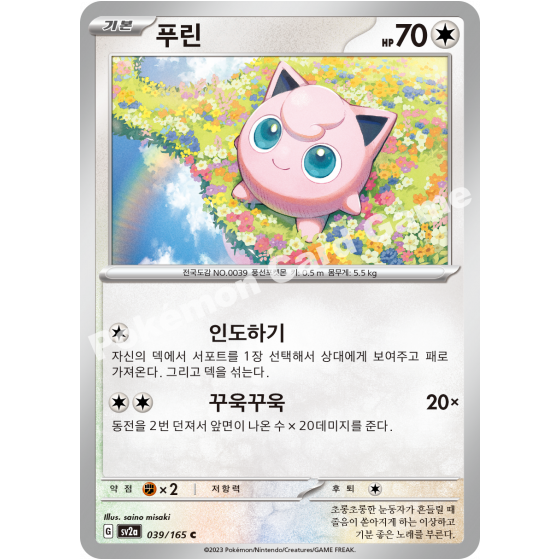 기본 푸린 HP 70
전국도감 NO.0039 풍선포켓몬 키: 0.5 m 몸무게: 5.5 kg
인도하기
자신의 덱에서 서포트를 1장 선택해서 상대에게 보여주고 패로
가져온다. 그리고 덱을 섞는다.
꾸욱꾸욱 20×
동전을 2번 던져서 앞면이 나온 수×20데미지를 준다.
약점 ×2 저항력 후퇴
Illus. saino misaki
G sv2a 039/165 C
초롱초롱한 눈동자가 흔들릴 때
졸음이 쏟아지게 하는 이상하고
기분 좋은 노래를 부른다.
©2023 Pokémon/Nintendo/Creatures/GAME FREAK.
Pokémon Card Game